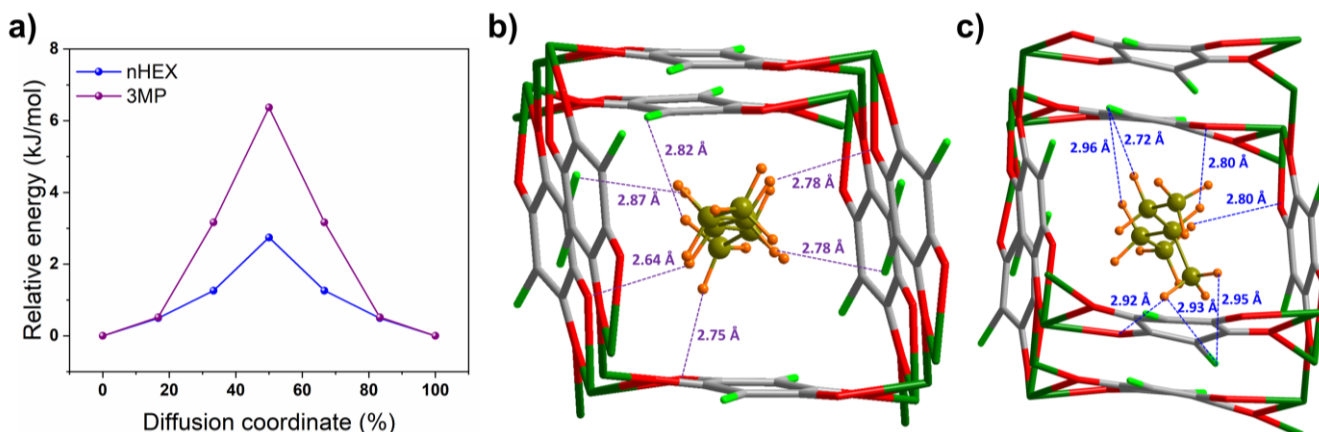 a)
8
6
4
2
0
Relative energy (kJ/mol)
nHEX
3MP
0
20
40
60
80
100
Diffusion coordinate (%)
b)
2.82 Å
2.87 Å
2.78 Å
2.64 Å
2.78 Å
2.75 Å
c)
2.96 Å
2.72 Å
2.80 Å
2.80 Å
2.92 Å
2.93 Å
2.95 Å